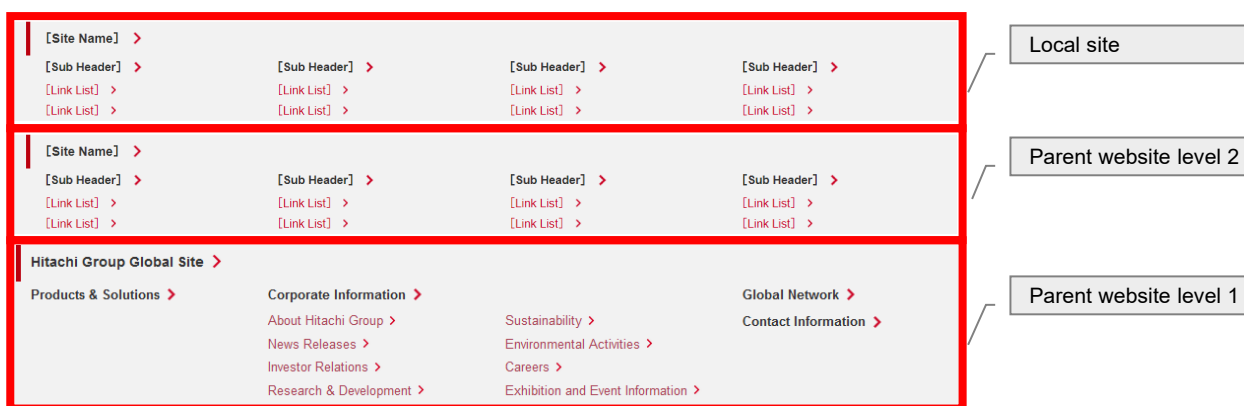 [Site Name]
[Sub Header] [Sub Header] [Sub Header] [Sub Header]
[Link List] [Link List] [Link List] [Link List]
[Link List] [Link List] [Link List] [Link List]
Local site
[Site Name]
[Sub Header] [Sub Header] [Sub Header] [Sub Header]
[Link List] [Link List] [Link List] [Link List]
[Link List] [Link List] [Link List] [Link List]
Parent website level 2
Hitachi Group Global Site
Products & Solutions Corporate Information Global Network
About Hitachi Group Sustainability Contact Information
News Releases Environmental Activities
Investor Relations Careers
Research & Development Exhibition and Event Information
Parent website level 1